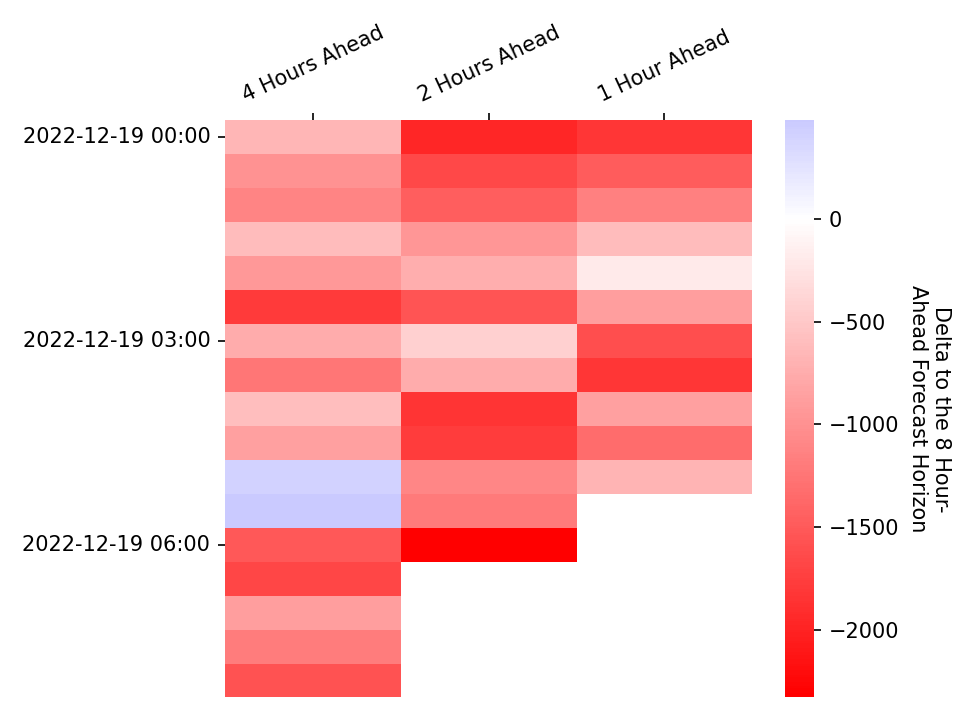 4 Hours Ahead
2 Hours Ahead
1 Hour Ahead
2022-12-19 00:00
2022-12-19 03:00
2022-12-19 06:00
0
−500
−1000
−1500
−2000
Delta to the 8 Hour-
Ahead Forecast Horizon